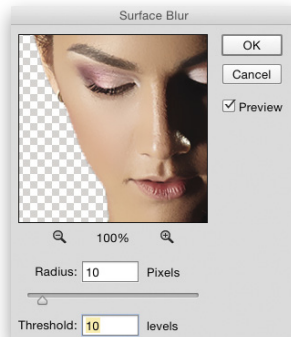 Surface Blur
OK
Cancel
Preview
100%
Radius: 10 Pixels
Threshold: 10 levels